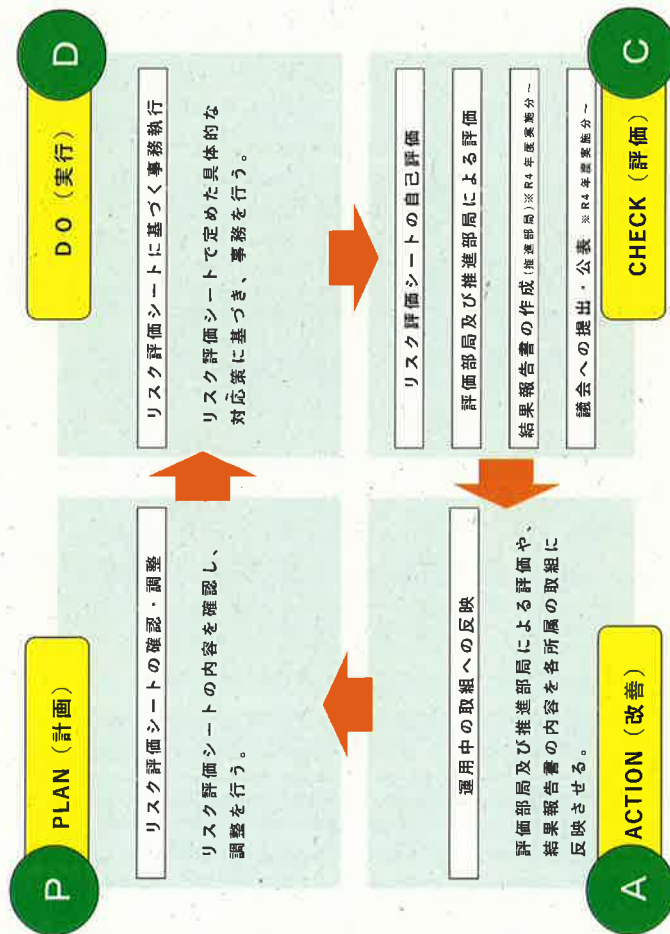 P
PLAN（計画）
リスク評価シートの確認・調整
リスク評価シートの内容を確認し、
調整を行う。
D
DO（実行）
リスク評価シートに基づく事務執行
リスク評価シートで定めた具体的な
対応策に基づき、事務を行う。
C
CHECK（評価）
リスク評価シートの自己評価
評価部局及び推進部局による評価
結果報告書の作成（推進部局）※R4年度実施分～
議会への提出・公表 ※R4年度実施分～
A
ACTION（改善）
運用中の取組への反映
評価部局及び推進部局による評価や、
結果報告書の内容を各所属の取組に
反映させる。